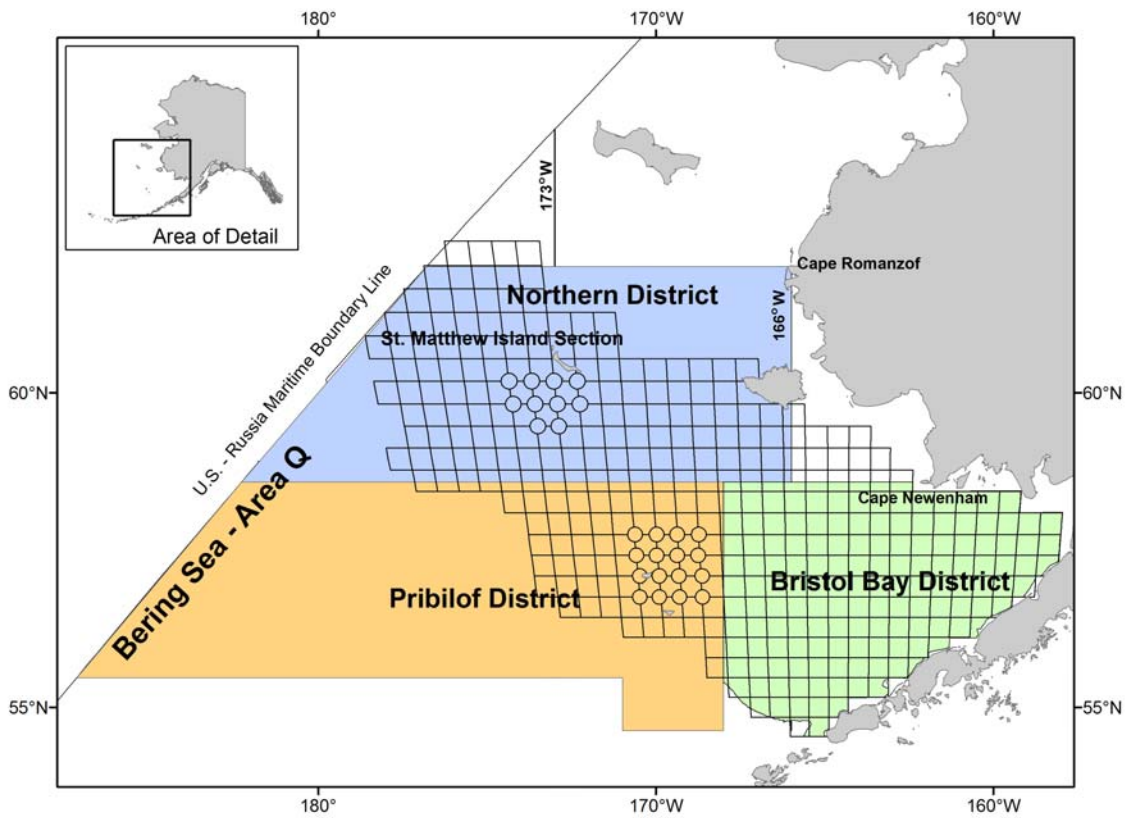 180°
170°W
160°W
Area of Detail
173°W
Cape Romanzof
Northern District
166°W
U.S. - Russia Maritime Boundary Line
St. Matthew Island Section
60°N
60°N
Bering Sea - Area Q
Cape Newenham
Bristol Bay District
Pribilof District
55°N
55°N
180°
170°W
160°W